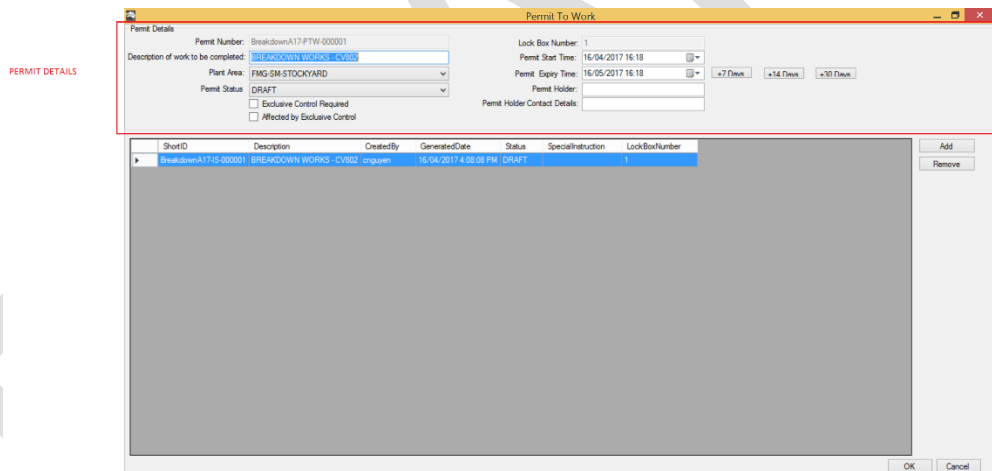 Permit To Work
Permit Details
Permit Number: BreakdownA17-PTW-000001
Lock Box Number: 1
Description of work to be completed: BREAKDOWN WORKS - CV802
Permit Start Time: 16/04/2017 16:18
PERMIT DETAILS
Plant Area: FMG-SM-STOCKYARD
Permit Expiry Time: 16/05/2017 16:18
+7 Days
+14 Days
+30 Days
Permit Status DRAFT
Permit Holder:
Exclusive Control Required
Permit Holder Contact Details:
Affected by Exclusive Control
ShortID Description CreatedBy GeneratedDate Status SpecialInstruction LockBoxNumber
BreakdownA17-IS-000001 BREAKDOWN WORKS - CV802 cnguyen 16/04/2017 4:08:08 PM DRAFT 1
Add
Remove
OK
Cancel